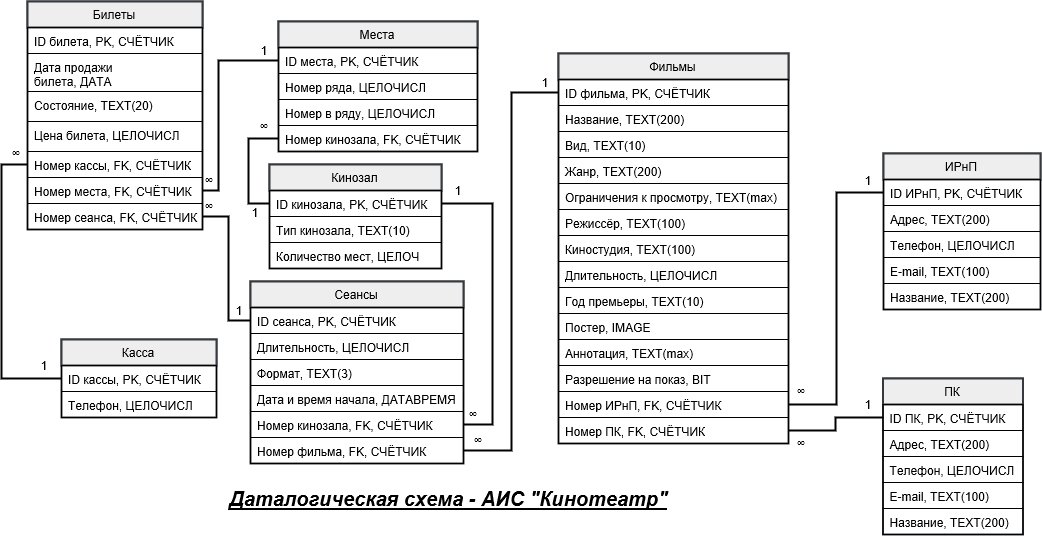 Билеты
ID билета, PK, СЧЁТЧИК
Дата продажи
билета, ДАТА
Состояние, TEXT(20)
Цена билета, ЦЕЛОЧИСЛ
Номер кассы, FK, СЧЁТЧИК
Номер места, FK, СЧЁТЧИК
Номер сеанса, FK, СЧЁТЧИК
∞
∞
∞
1
Места
ID места, PK, СЧЁТЧИК
Номер ряда, ЦЕЛОЧИСЛ
Номер в ряду, ЦЕЛОЧИСЛ
Номер кинозала, FK, СЧЁТЧИК
∞
1
Кинозал
ID кинозала, PK, СЧЁТЧИК
Тип кинозала, TEXT(10)
Количество мест, ЦЕЛОЧ
1
1
Сеансы
ID сеанса, PK, СЧЁТЧИК
Длительность, ЦЕЛОЧИСЛ
Формат, TEXT(3)
Дата и время начала, ДАТАВРЕМЯ
Номер кинозала, FK, СЧЁТЧИК
Номер фильма, FK, СЧЁТЧИК
∞
∞
1
Касса
ID кассы, PK, СЧЁТЧИК
Телефон, ЦЕЛОЧИСЛ
1
Фильмы
ID фильма, PK, СЧЁТЧИК
Название, TEXT(200)
Вид, TEXT(10)
Жанр, TEXT(200)
Ограничения к просмотру, TEXT(max)
Режиссёр, TEXT(100)
Киностудия, TEXT(100)
Длительность, ЦЕЛОЧИСЛ
Год премьеры, TEXT(10)
Постер, IMAGE
Аннотация, TEXT(max)
Разрешение на показ, BIT
Номер ИРнП, FK, СЧЁТЧИК
Номер ПК, FK, СЧЁТЧИК
∞
∞
1
ИРнП
ID ИРнП, PK, СЧЁТЧИК
Адрес, TEXT(200)
Телефон, ЦЕЛОЧИСЛ
E-mail, TEXT(100)
Название, TEXT(200)
1
ПК
ID ПК, PK, СЧЁТЧИК
Адрес, TEXT(200)
Телефон, ЦЕЛОЧИСЛ
E-mail, TEXT(100)
Название, TEXT(200)
Даталогическая схема - АИС "Кинотеатр"